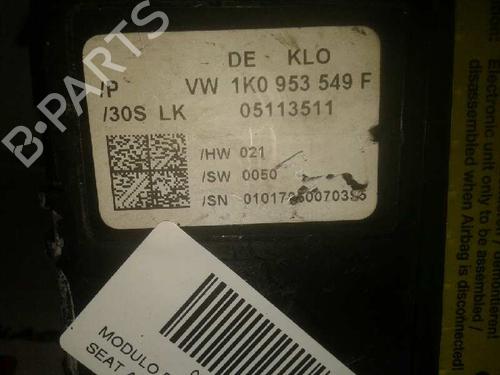 B-PARTS
DE KLO
/P VW 1K0 953 549 F
/30S LK 05113511
/HW 021
/SW 0050
/SN
MODULO
SEAT
Electronic unit only to be
disassembled / assembled
when Airbag
is disconnected!